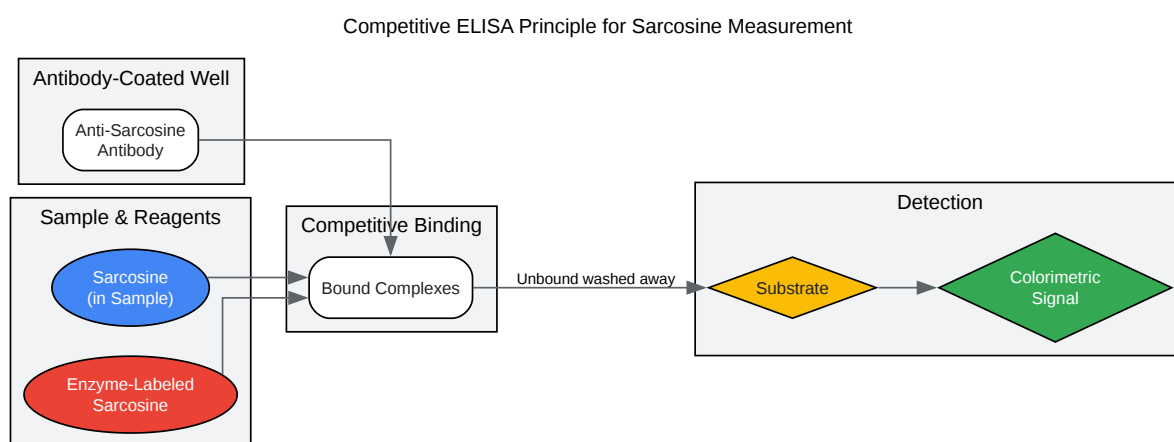 Competitive ELISA Principle for Sarcosine Measurement
Antibody-Coated Well
Anti-Sarcosine
Antibody
Sample & Reagents
Sarcosine
(in Sample)
Enzyme-Labeled
Sarcosine
Competitive Binding
Bound Complexes
Unbound washed away
Detection
Substrate
Colorimetric
Signal